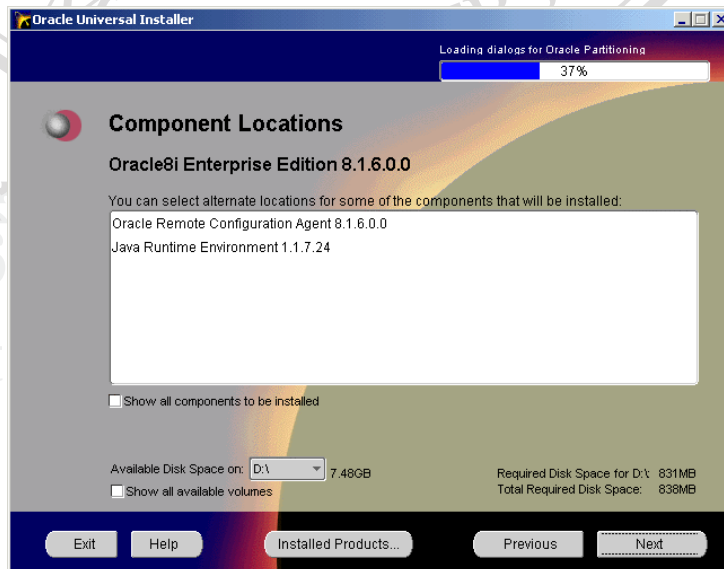 Oracle Universal Installer
Loading dialogs for Oracle Partitioning
37%
Component Locations
Oracle8i Enterprise Edition 8.1.6.0.0
You can select alternate locations for some of the components that will be installed:
Oracle Remote Configuration Agent 8.1.6.0.0
Java Runtime Environment 1.1.7.24
Show all components to be installed
Available Disk Space on: D:\ 7.48GB
Required Disk Space for D:\: 831MB
Show all available volumes
Total Required Disk Space: 838MB
Exit Help Installed Products... Previous Next